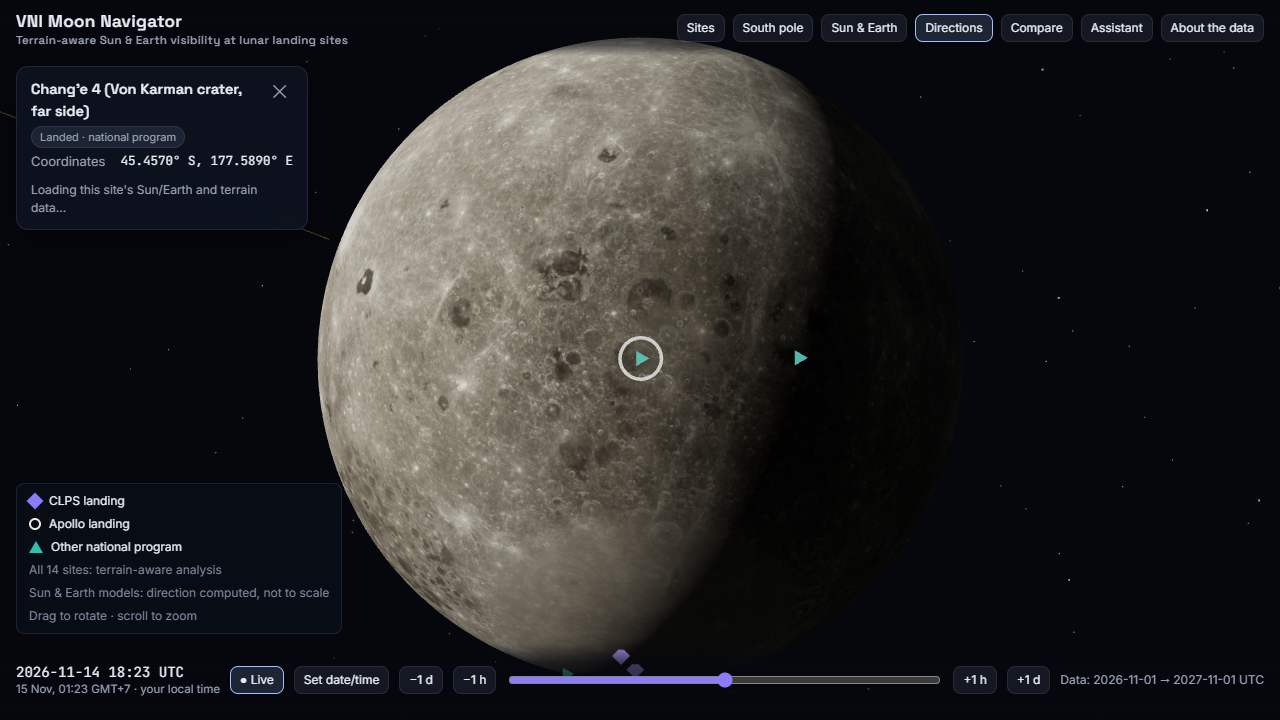 VNI Moon Navigator
Terrain-aware Sun & Earth visibility at lunar landing sites
Sites
South pole
Sun & Earth
Directions
Compare
Assistant
About the data
Chang'e 4 (Von Karman crater,
far side)
Landed · national program
Coordinates 45.4570° S, 177.5890° E
Loading this site's Sun/Earth and terrain
data...
CLPS landing
Apollo landing
Other national program
All 14 sites: terrain-aware analysis
Sun & Earth models: direction computed, not to scale
Drag to rotate · scroll to zoom
2026-11-14 18:23 UTC
15 Nov, 01:23 GMT+7 · your local time
● Live
Set date/time
−1 d
−1 h
+1 h
+1 d
Data: 2026-11-01 → 2027-11-01 UTC